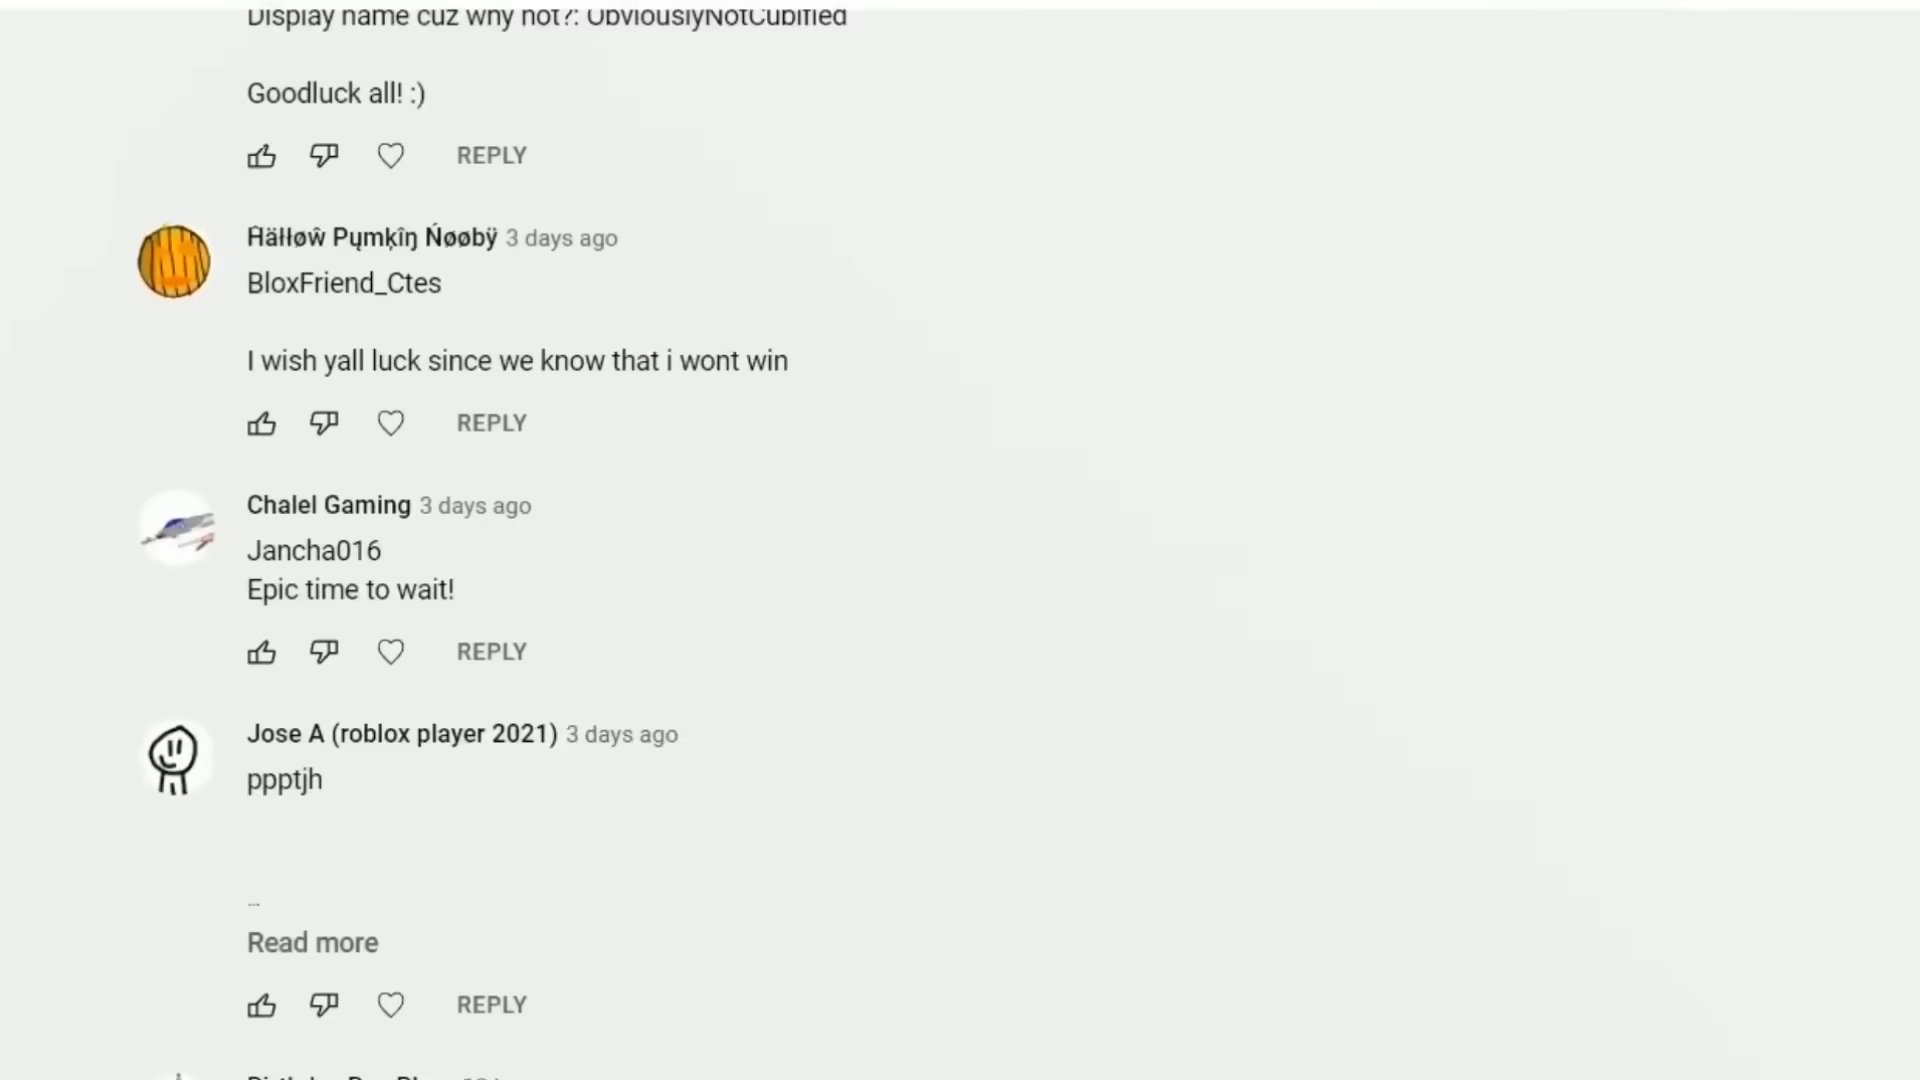 Display name cuz why not?: ObviouslyNotCubified
Goodluck all! :)
REPLY
Ħäłłøŵ Pųmķîŋ Ńøøbÿ 3 days ago
BloxFriend_Ctes
I wish yall luck since we know that i wont win
REPLY
Chalel Gaming 3 days ago
Jancha016
Epic time to wait!
REPLY
Jose A (roblox player 2021) 3 days ago
ppptjh
...
Read more
REPLY